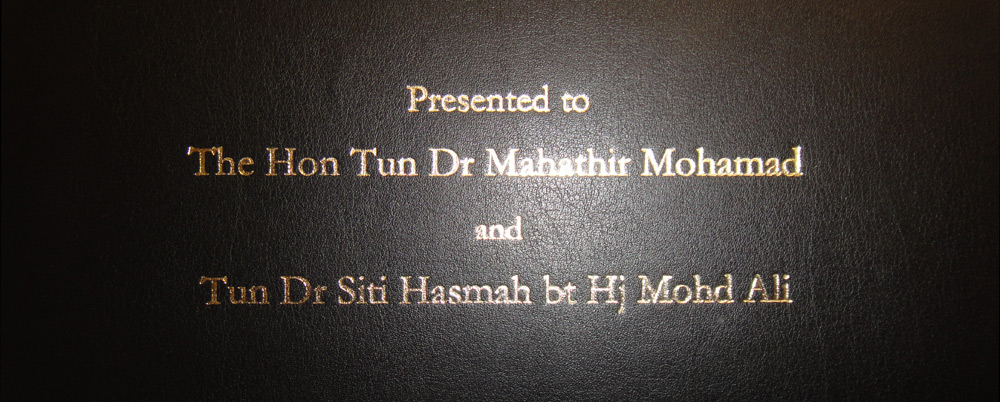 Presented to
The Hon Tun Dr Mahathir Mohamad
and
Tun Dr Siti Hasmah bt Hj Mohd Ali